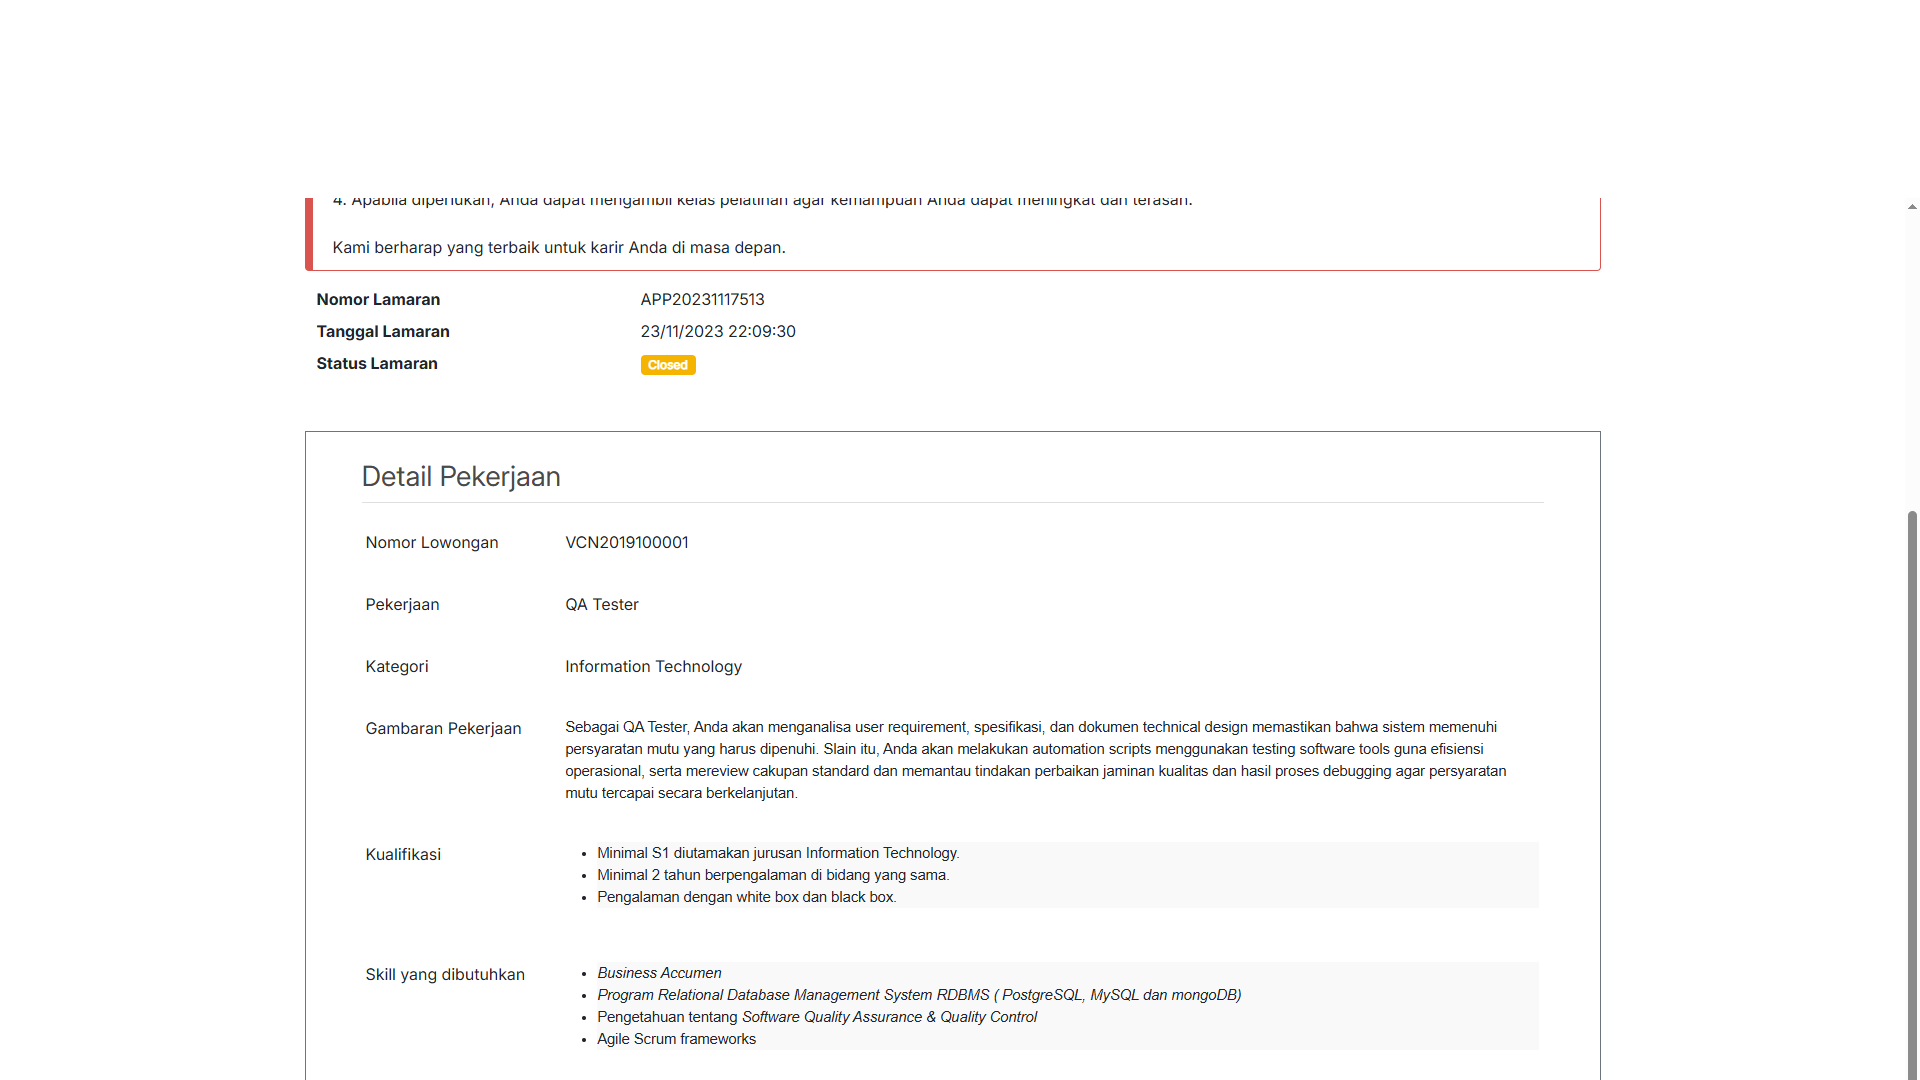 4. Apabila diperlukan, Anda dapat mengambil kelas pelatihan agar kemampuan Anda dapat meningkat dan terasah.
Kami berharap yang terbaik untuk karir Anda di masa depan.
Nomor Lamaran APP20231117513
Tanggal Lamaran 23/11/2023 22:09:30
Status Lamaran Closed
Detail Pekerjaan
Nomor Lowongan VCN2019100001
Pekerjaan QA Tester
Kategori Information Technology
Gambaran Pekerjaan Sebagai QA Tester, Anda akan menganalisa user requirement, spesifikasi, dan dokumen technical design memastikan bahwa sistem memenuhi
persyaratan mutu yang harus dipenuhi. Slain itu, Anda akan melakukan automation scripts menggunakan testing software tools guna efisiensi
operasional, serta mereview cakupan standard dan memantau tindakan perbaikan jaminan kualitas dan hasil proses debugging agar persyaratan
mutu tercapai secara berkelanjutan.
Kualifikasi • Minimal S1 diutamakan jurusan Information Technology.
• Minimal 2 tahun berpengalaman di bidang yang sama.
• Pengalaman dengan white box dan black box.
Skill yang dibutuhkan • Business Accumen
• Program Relational Database Management System RDBMS ( PostgreSQL, MySQL dan mongoDB)
• Pengetahuan tentang Software Quality Assurance & Quality Control
• Agile Scrum frameworks